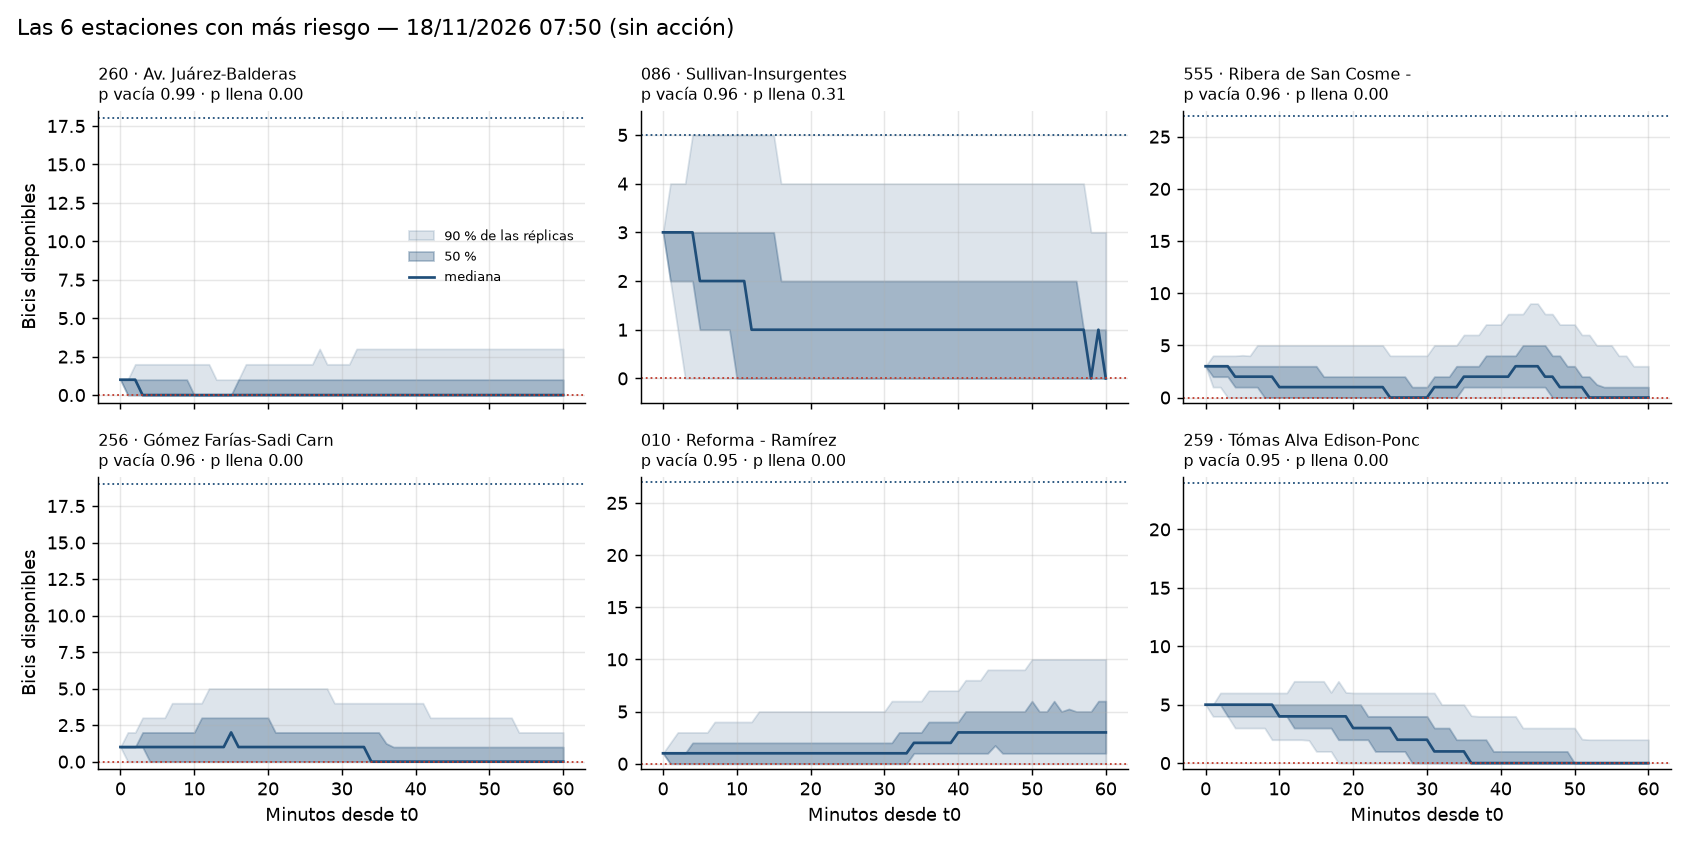 Las 6 estaciones con más riesgo — 18/11/2026 07:50 (sin acción)
260 · Av. Juárez-Balderas
p vacía 0.99 · p llena 0.00
17.5
15.0
12.5
10.0
7.5
5.0
2.5
0.0
Bicis disponibles
90 % de las réplicas
50 %
mediana
086 · Sullivan-Insurgentes
p vacía 0.96 · p llena 0.31
5
4
3
2
1
0
555 · Ribera de San Cosme -
p vacía 0.96 · p llena 0.00
25
20
15
10
5
0
256 · Gómez Farías-Sadi Carn
p vacía 0.96 · p llena 0.00
17.5
15.0
12.5
10.0
7.5
5.0
2.5
0.0
Bicis disponibles
0 10 20 30 40 50 60
Minutos desde t0
010 · Reforma - Ramírez
p vacía 0.95 · p llena 0.00
25
20
15
10
5
0
0 10 20 30 40 50 60
Minutos desde t0
259 · Tómas Alva Edison-Ponc
p vacía 0.95 · p llena 0.00
20
15
10
5
0
0 10 20 30 40 50 60
Minutos desde t0